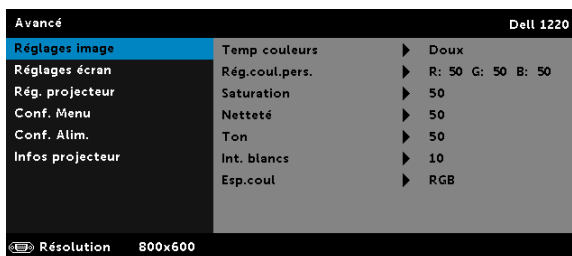 Avancé Dell 1220
Réglages image Temp couleurs Doux
Réglages écran Rég.coul.pers. R: 50 G: 50 B: 50
Rég. projecteur Saturation 50
Conf. Menu Netteté 50
Conf. Alim. Ton 50
Infos projecteur Int. blancs 10
Esp.coul RGB
Résolution 800x600